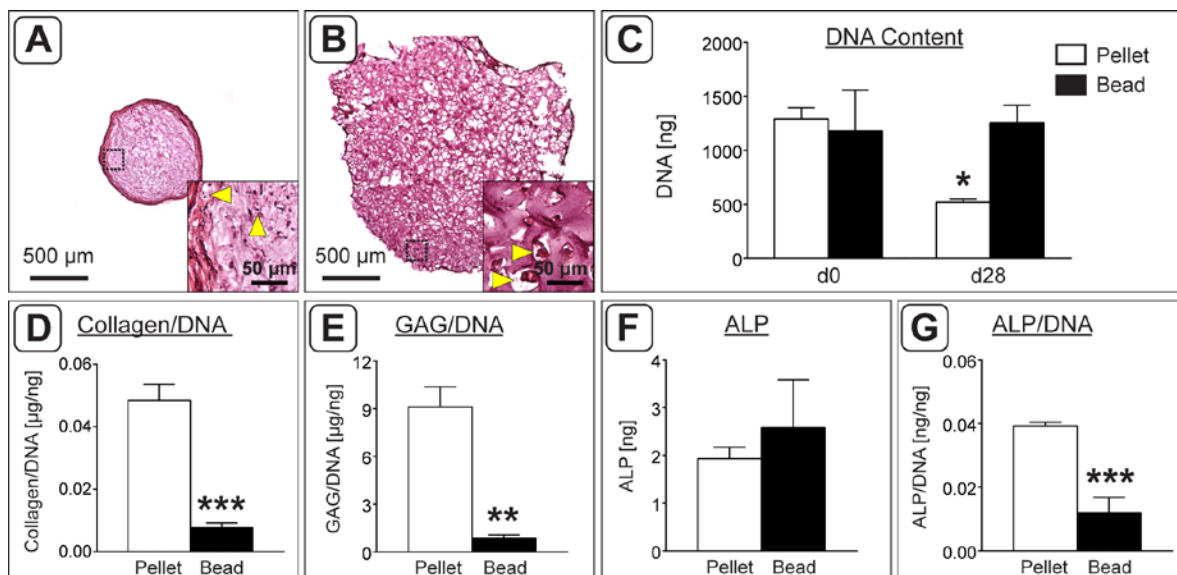 A
500 µm
50 µm
B
500 µm
50 µm
C
DNA Content
Pellet
Bead
DNA [ng]
2000
1500
1000
500
0
*
d0
d28
D
Collagen/DNA
Collagen/DNA [µg/ng]
0.06
0.04
0.02
0.00
***
Pellet
Bead
E
GAG/DNA
GAG/DNA [µg/ng]
12
9
6
3
0
**
Pellet
Bead
F
ALP
ALP [ng]
4
3
2
1
0
Pellet
Bead
G
ALP/DNA
ALP/DNA [ng/ng]
0.06
0.04
0.02
0.00
***
Pellet
Bead